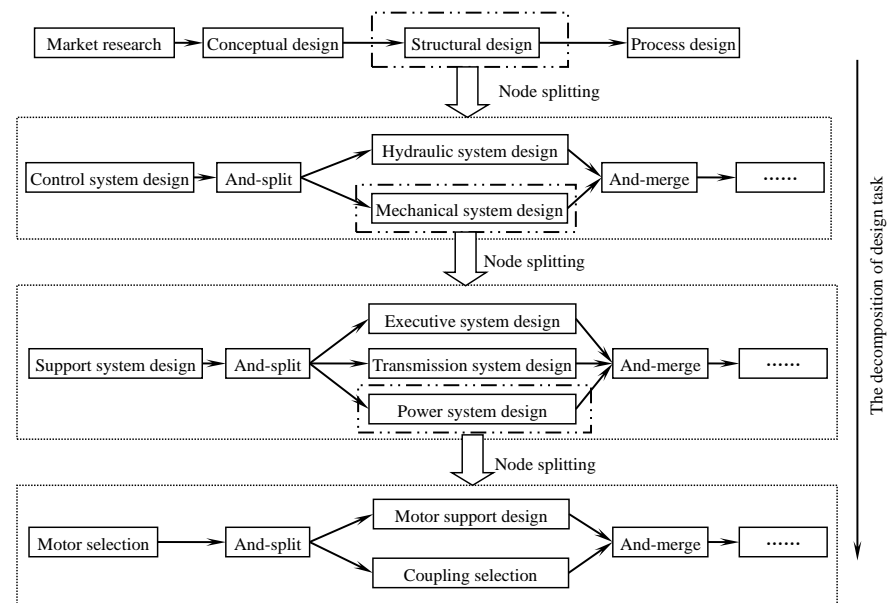 Market research
Conceptual design
Structural design
Process design
Node splitting
Control system design
And-split
Hydraulic system design
Mechanical system design
And-merge
……
Node splitting
Support system design
And-split
Executive system design
Transmission system design
Power system design
And-merge
……
Node splitting
Motor selection
And-split
Motor support design
Coupling selection
And-merge
……
The decomposition of design task